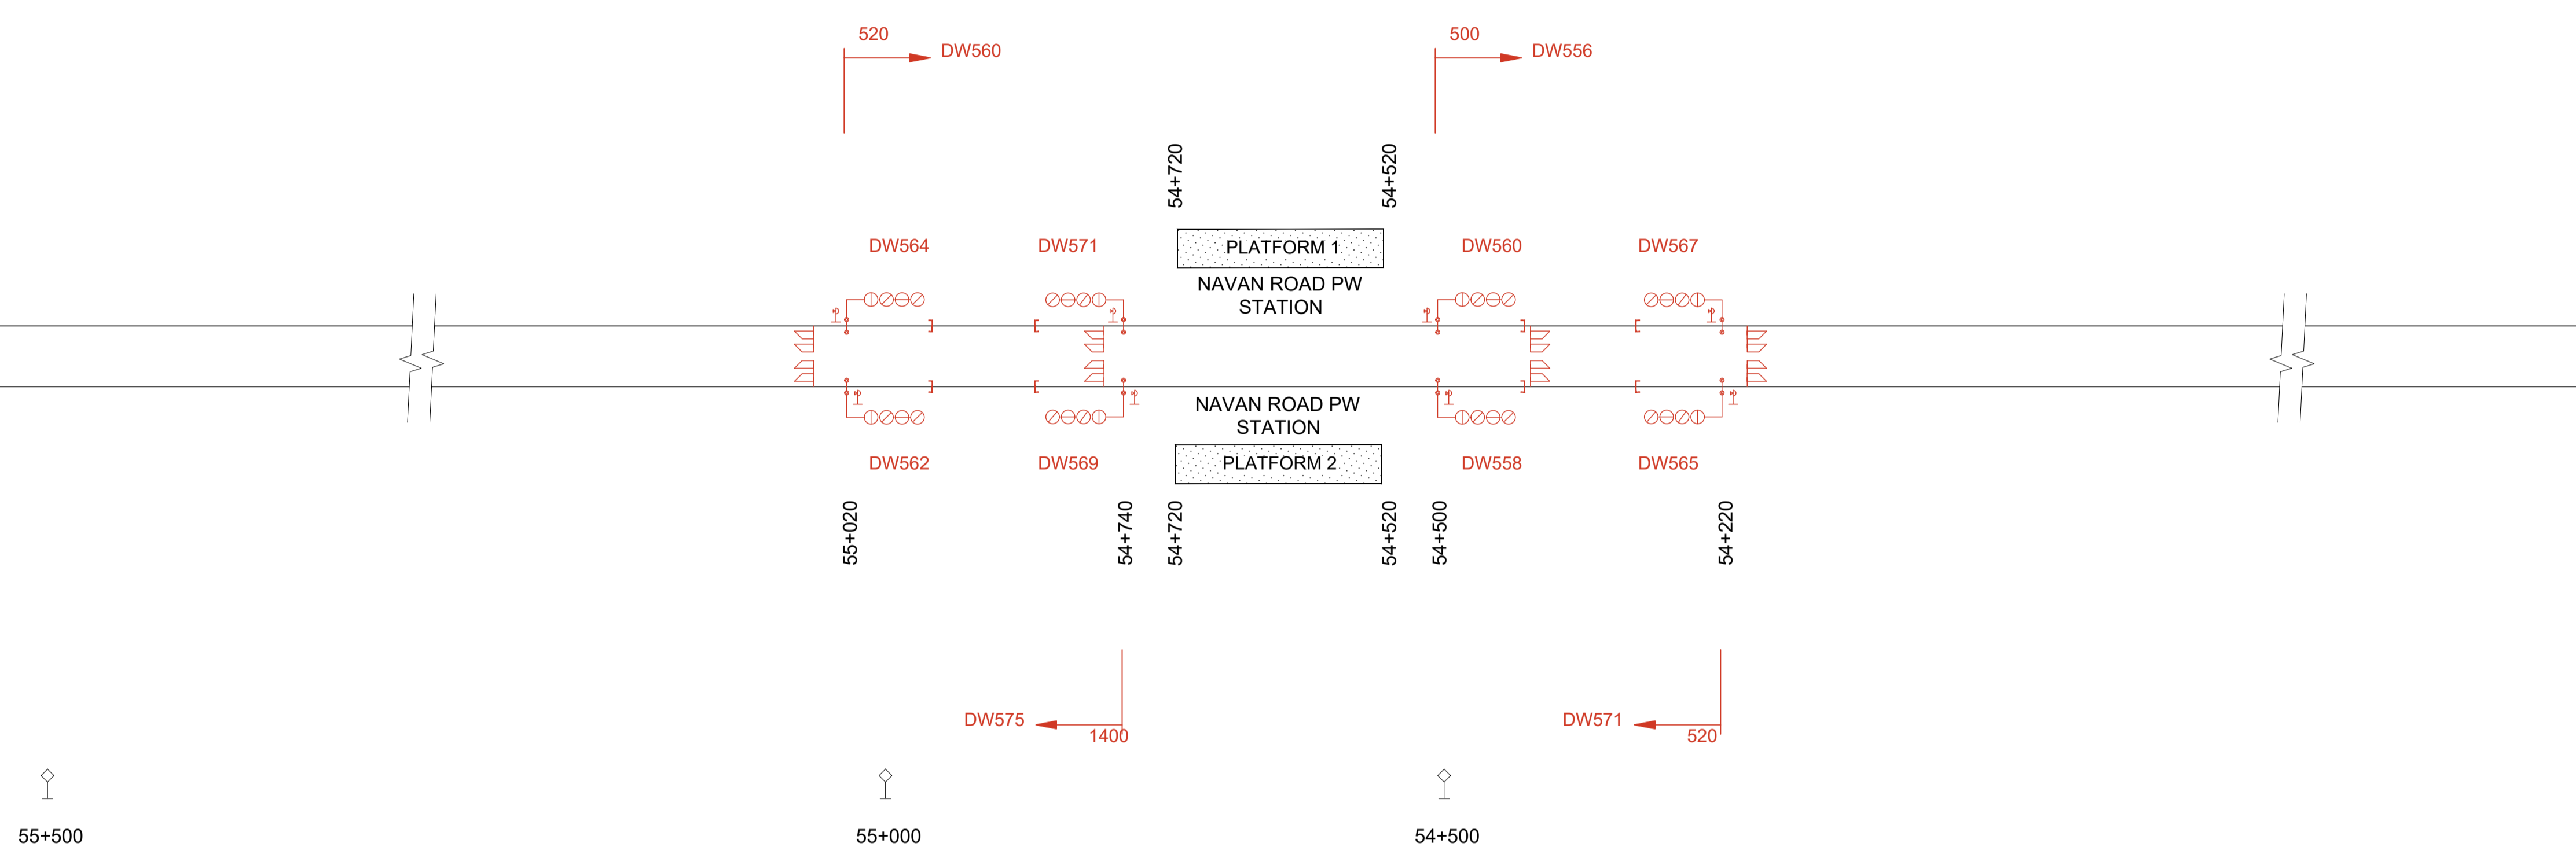 520
DW560
500
DW556
54+720
54+520
DW564
DW571
PLATFORM 1
DW560
DW567
NAVAN ROAD PW
STATION
NAVAN ROAD PW
STATION
DW562
DW569
PLATFORM 2
DW558
DW565
55+020
54+740
54+720
54+520
54+500
54+220
DW575
1400
DW571
520
55+500
55+000
54+500